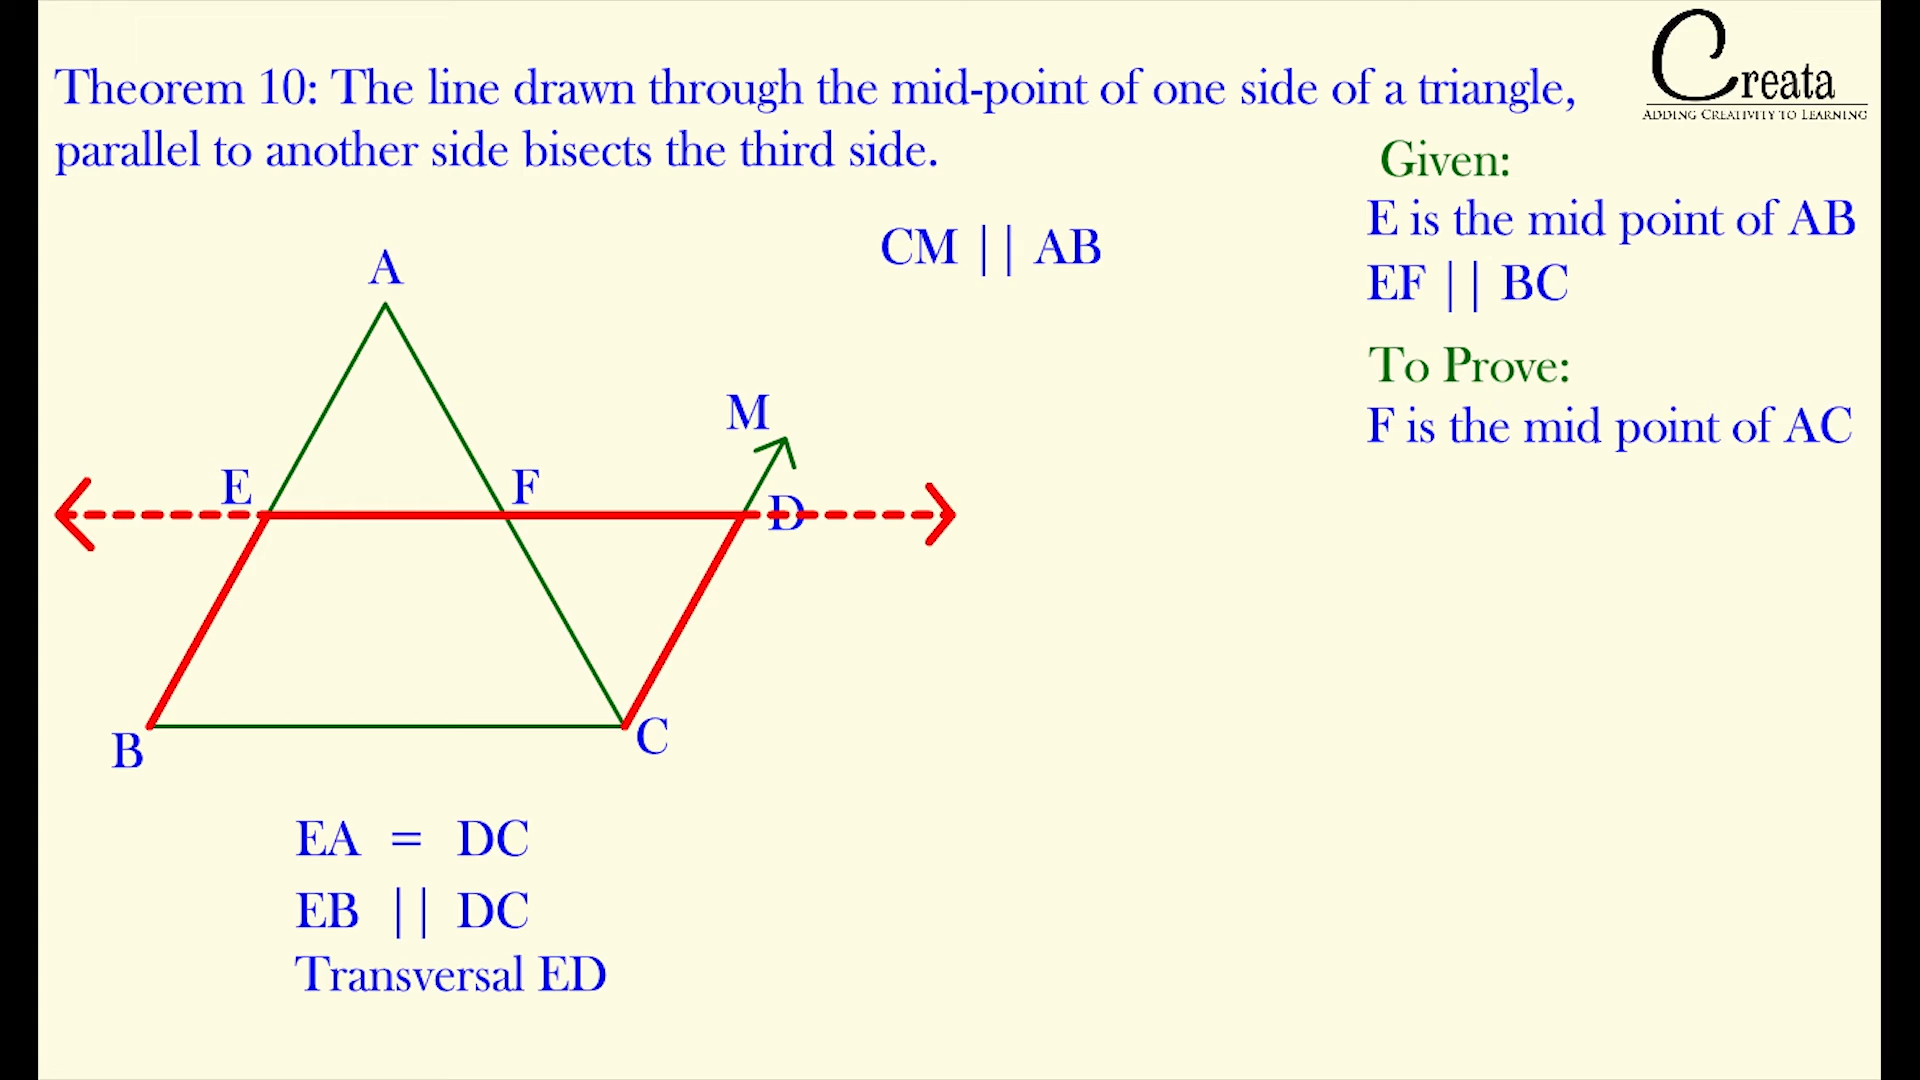 Creata
ADDING CREATIVITY TO LEARNING
Theorem 10: The line drawn through the mid-point of one side of a triangle,
parallel to another side bisects the third side.
Given:
E is the mid point of AB
EF || BC
To Prove:
F is the mid point of AC
CM || AB
A
M
E
F
D
B
C
EA = DC
EB || DC
Transversal ED